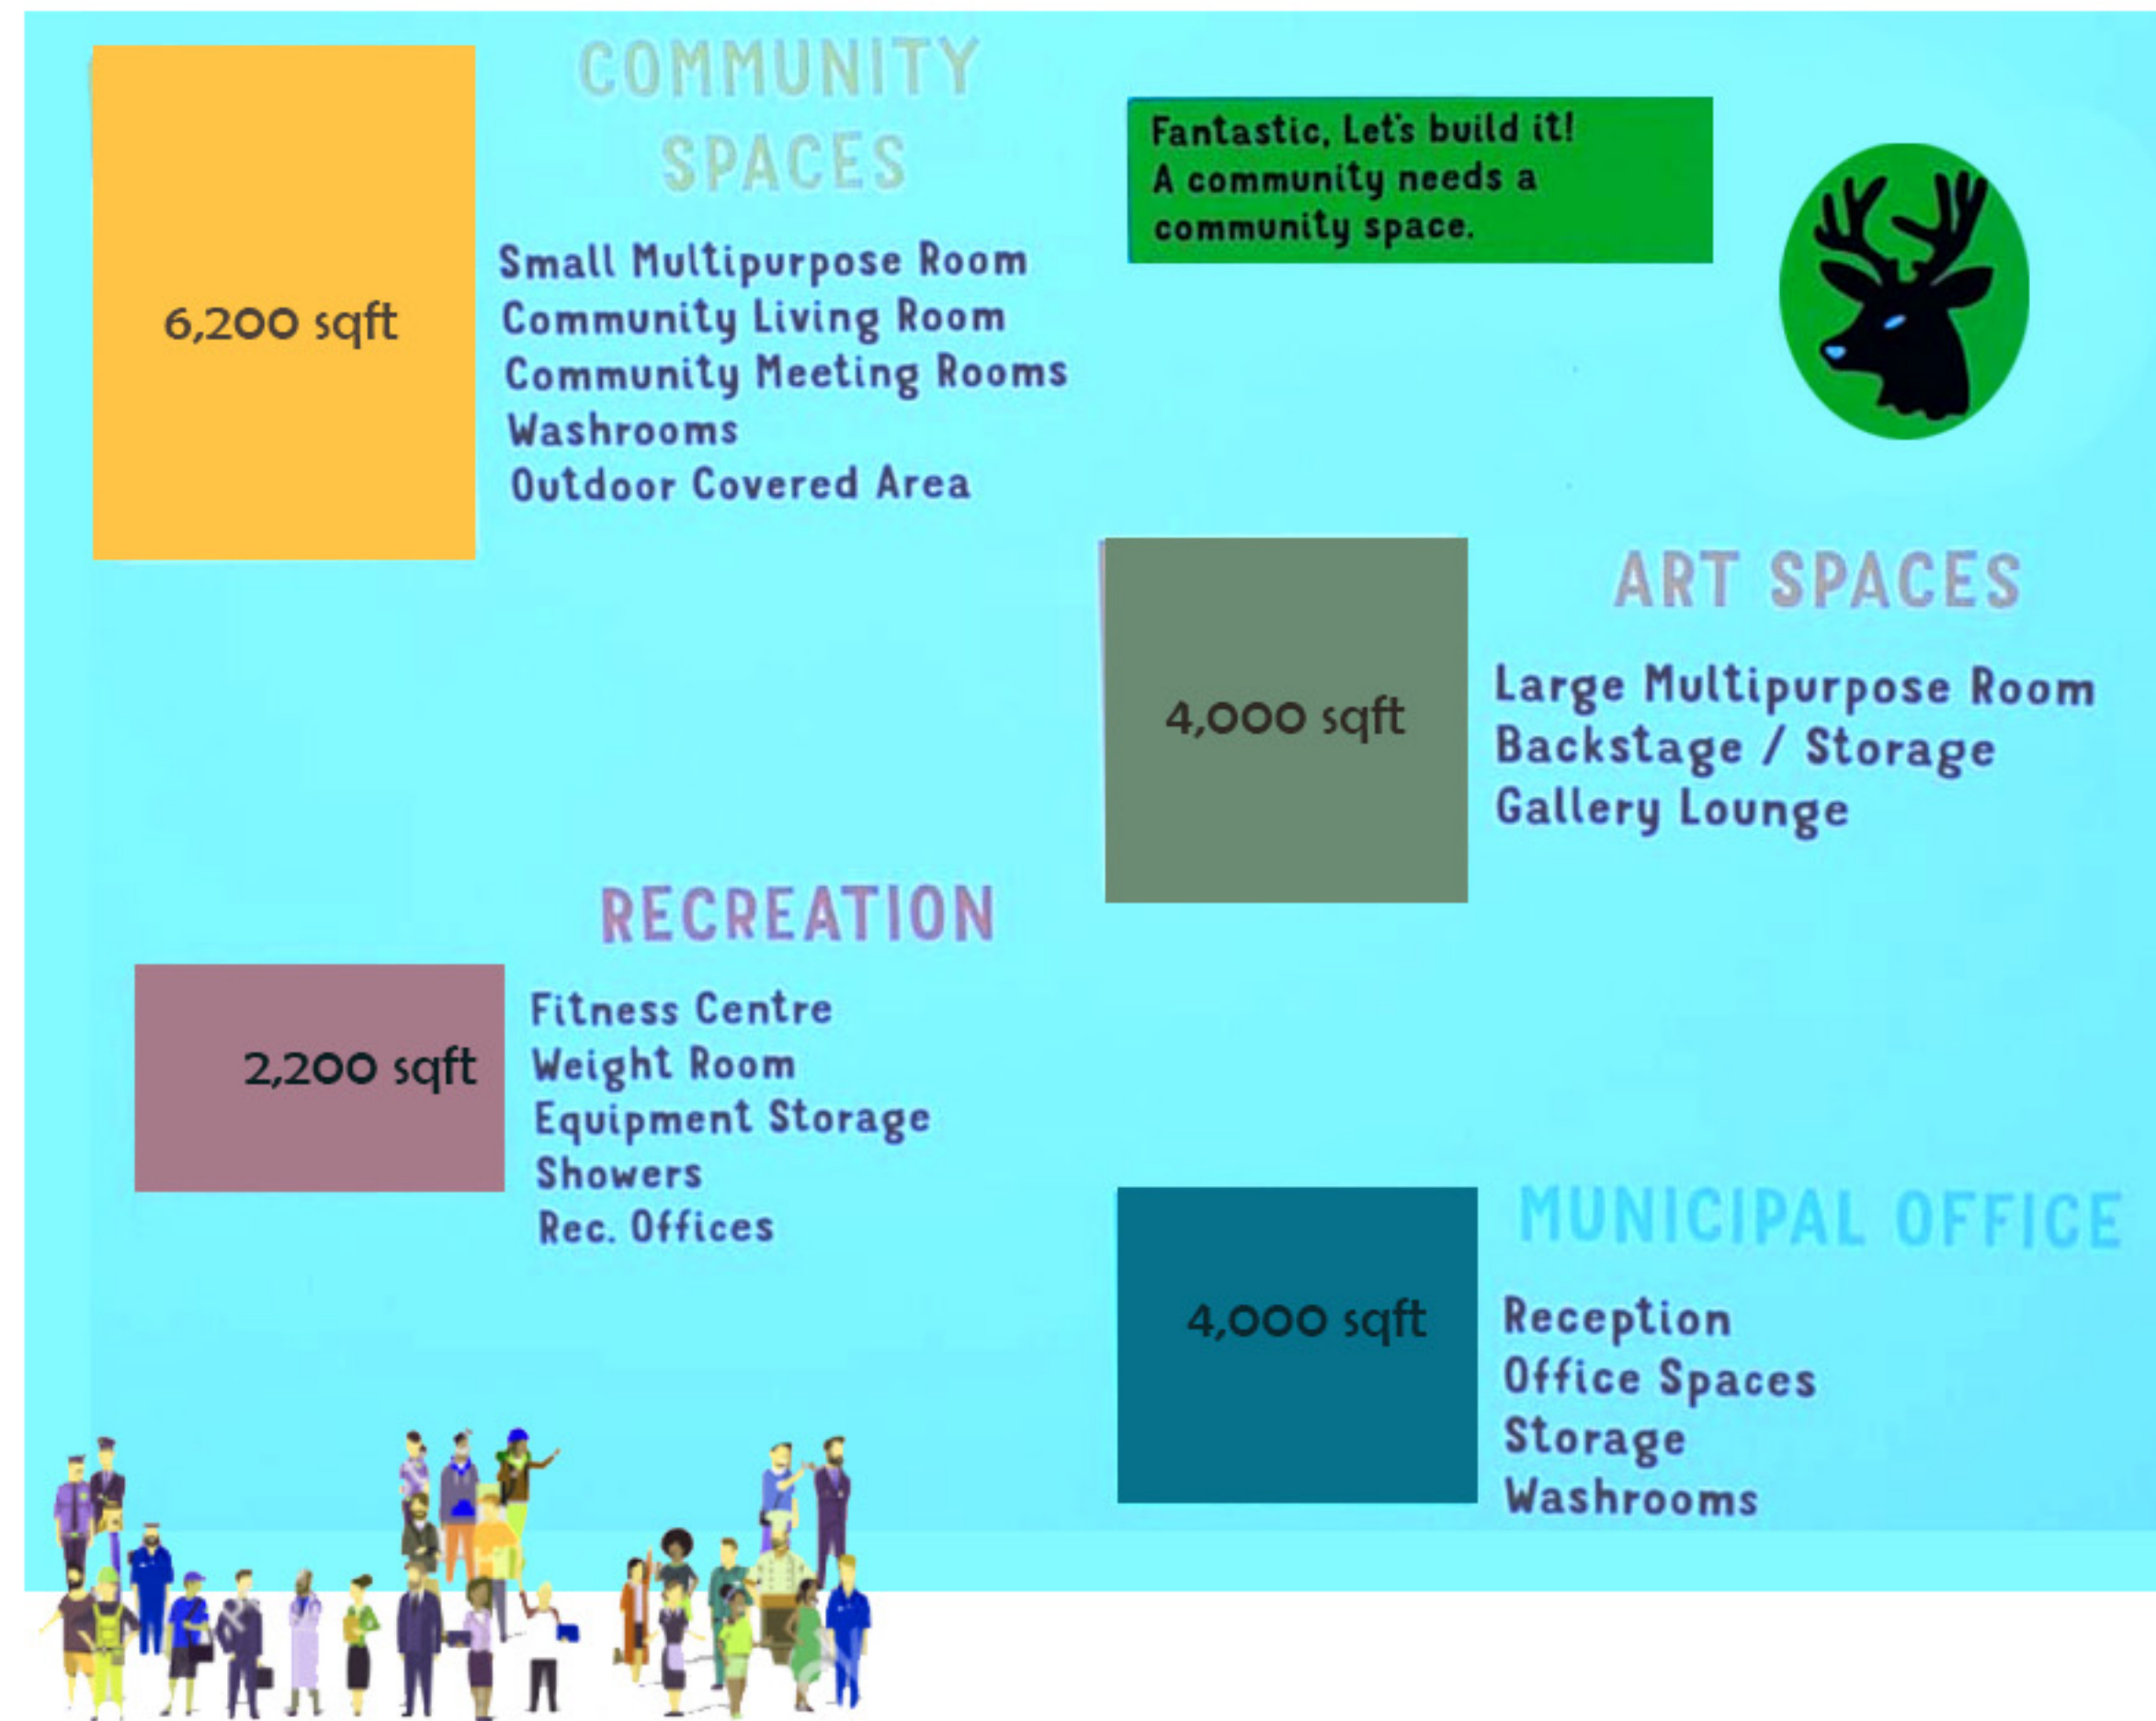 COMMUNITY
SPACES
6,200 sqft
Small Multipurpose Room
Community Living Room
Community Meeting Rooms
Washrooms
Outdoor Covered Area
Fantastic, Let's build it!
A community needs a
community space.
ART SPACES
4,000 sqft
Large Multipurpose Room
Backstage / Storage
Gallery Lounge
RECREATION
2,200 sqft
Fitness Centre
Weight Room
Equipment Storage
Showers
Rec. Offices
MUNICIPAL OFFICE
4,000 sqft
Reception
Office Spaces
Storage
Washrooms